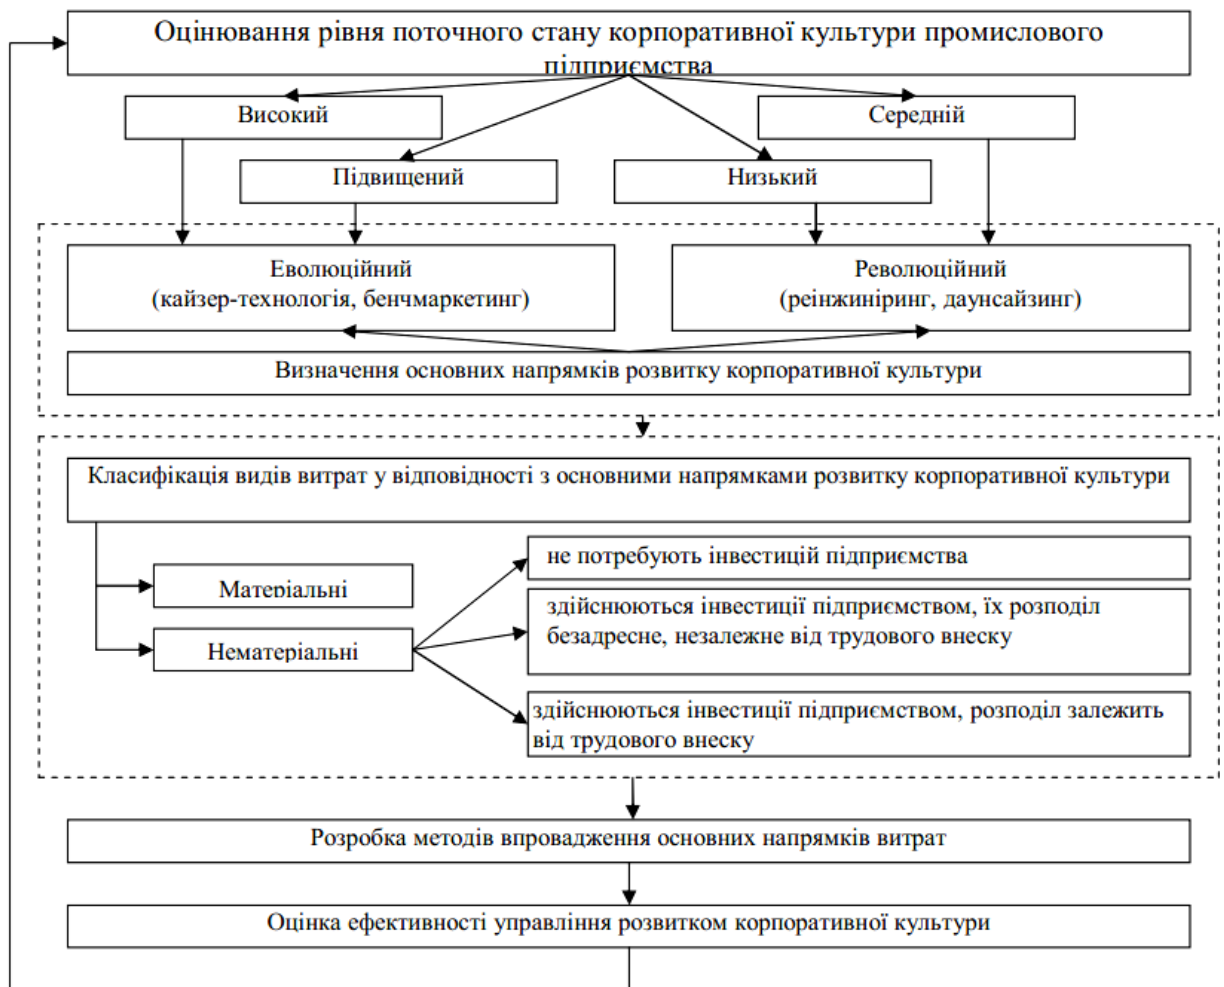 Оцінювання рівня поточного стану корпоративної культури промислового
підприємства
Високий
Середній
Підвищений
Низький
Еволюційний
(кайзер-технологія, бенчмаркетинг)
Революційний
(реінжиніринг, даунсайзинг)
Визначення основних напрямків розвитку корпоративної культури
Класифікація видів витрат у відповідності з основними напрямками розвитку корпоративної культури
не потребують інвестицій підприємства
Матеріальні
здійснюються інвестиції підприємством, їх розподіл
безадресне, незалежне від трудового внеску
Нематеріальні
здійснюються інвестиції підприємством, розподіл залежить
від трудового внеску
Розробка методів впровадження основних напрямків витрат
Оцінка ефективності управління розвитком корпоративної культури